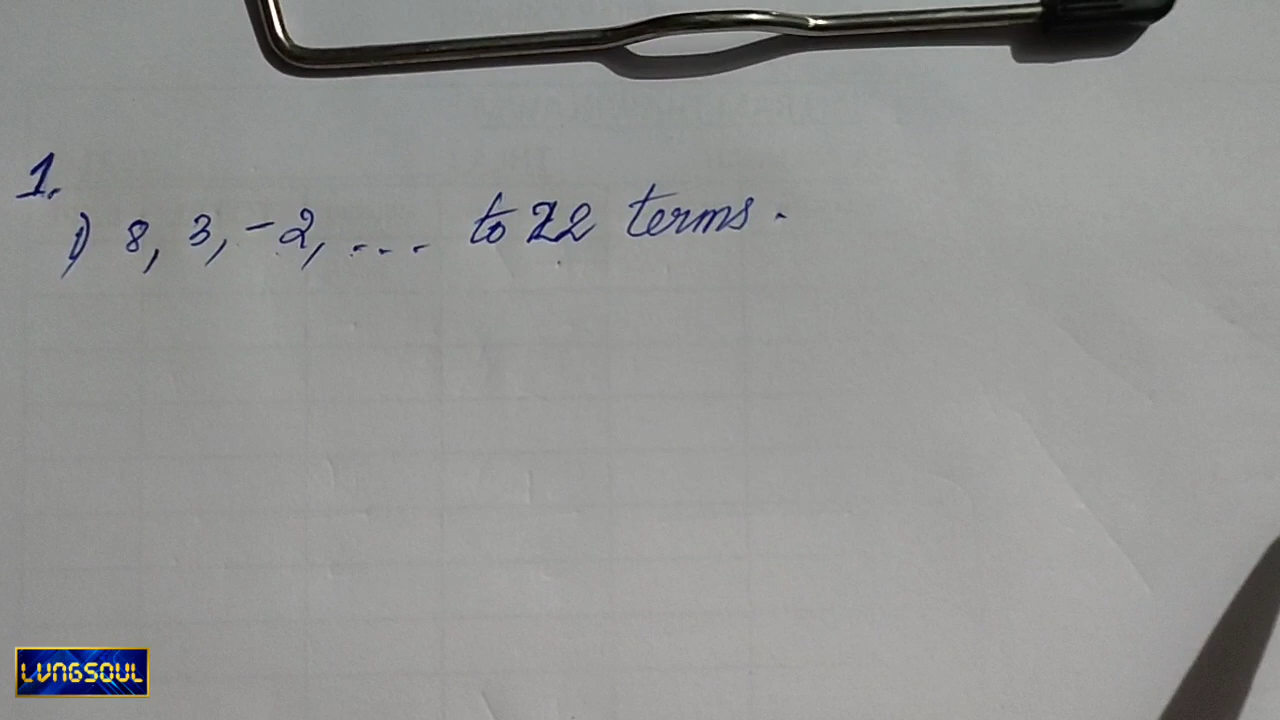 1.
i) 8, 3, -2, ... to 22 terms.
LUNGSOUL